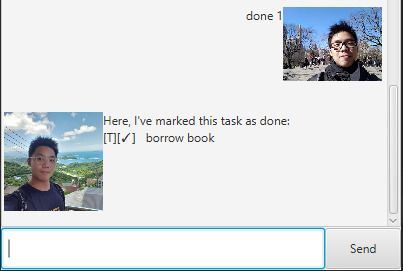 done 1
Here, I've marked this task as done:
[T][✓] borrow book
Send